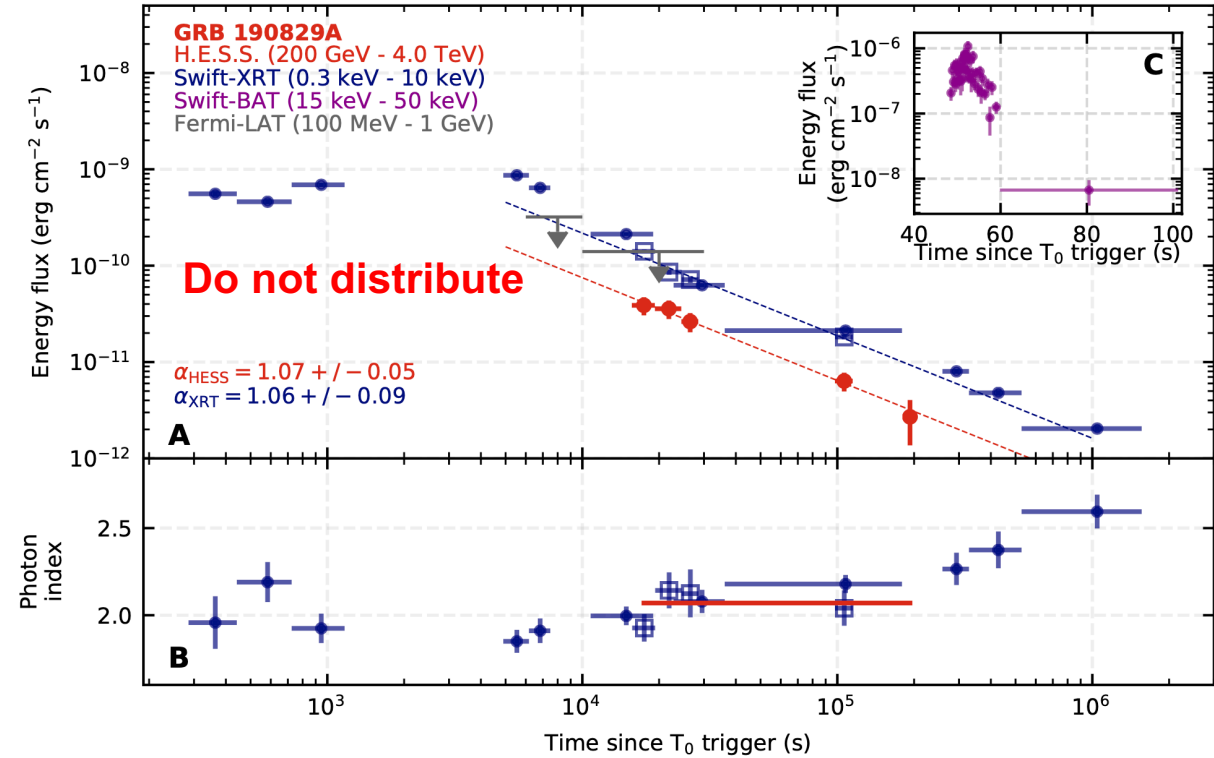 GRB 190829A
H.E.S.S. (200 GeV - 4.0 TeV)
Swift-XRT (0.3 keV - 10 keV)
Swift-BAT (15 keV - 50 keV)
Fermi-LAT (100 MeV - 1 GeV)
Energy flux (erg cm⁻² s⁻¹)
10⁻⁸
10⁻⁹
10⁻¹⁰
10⁻¹¹
10⁻¹²
Do not distribute
α_HESS = 1.07 +/− 0.05
α_XRT = 1.06 +/− 0.09
A
C
Energy flux
(erg cm⁻² s⁻¹)
10⁻⁶
10⁻⁷
10⁻⁸
40 60 80 100
Time since T₀ trigger (s)
Photon
index
2.5
2.0
B
10³ 10⁴ 10⁵ 10⁶
Time since T₀ trigger (s)